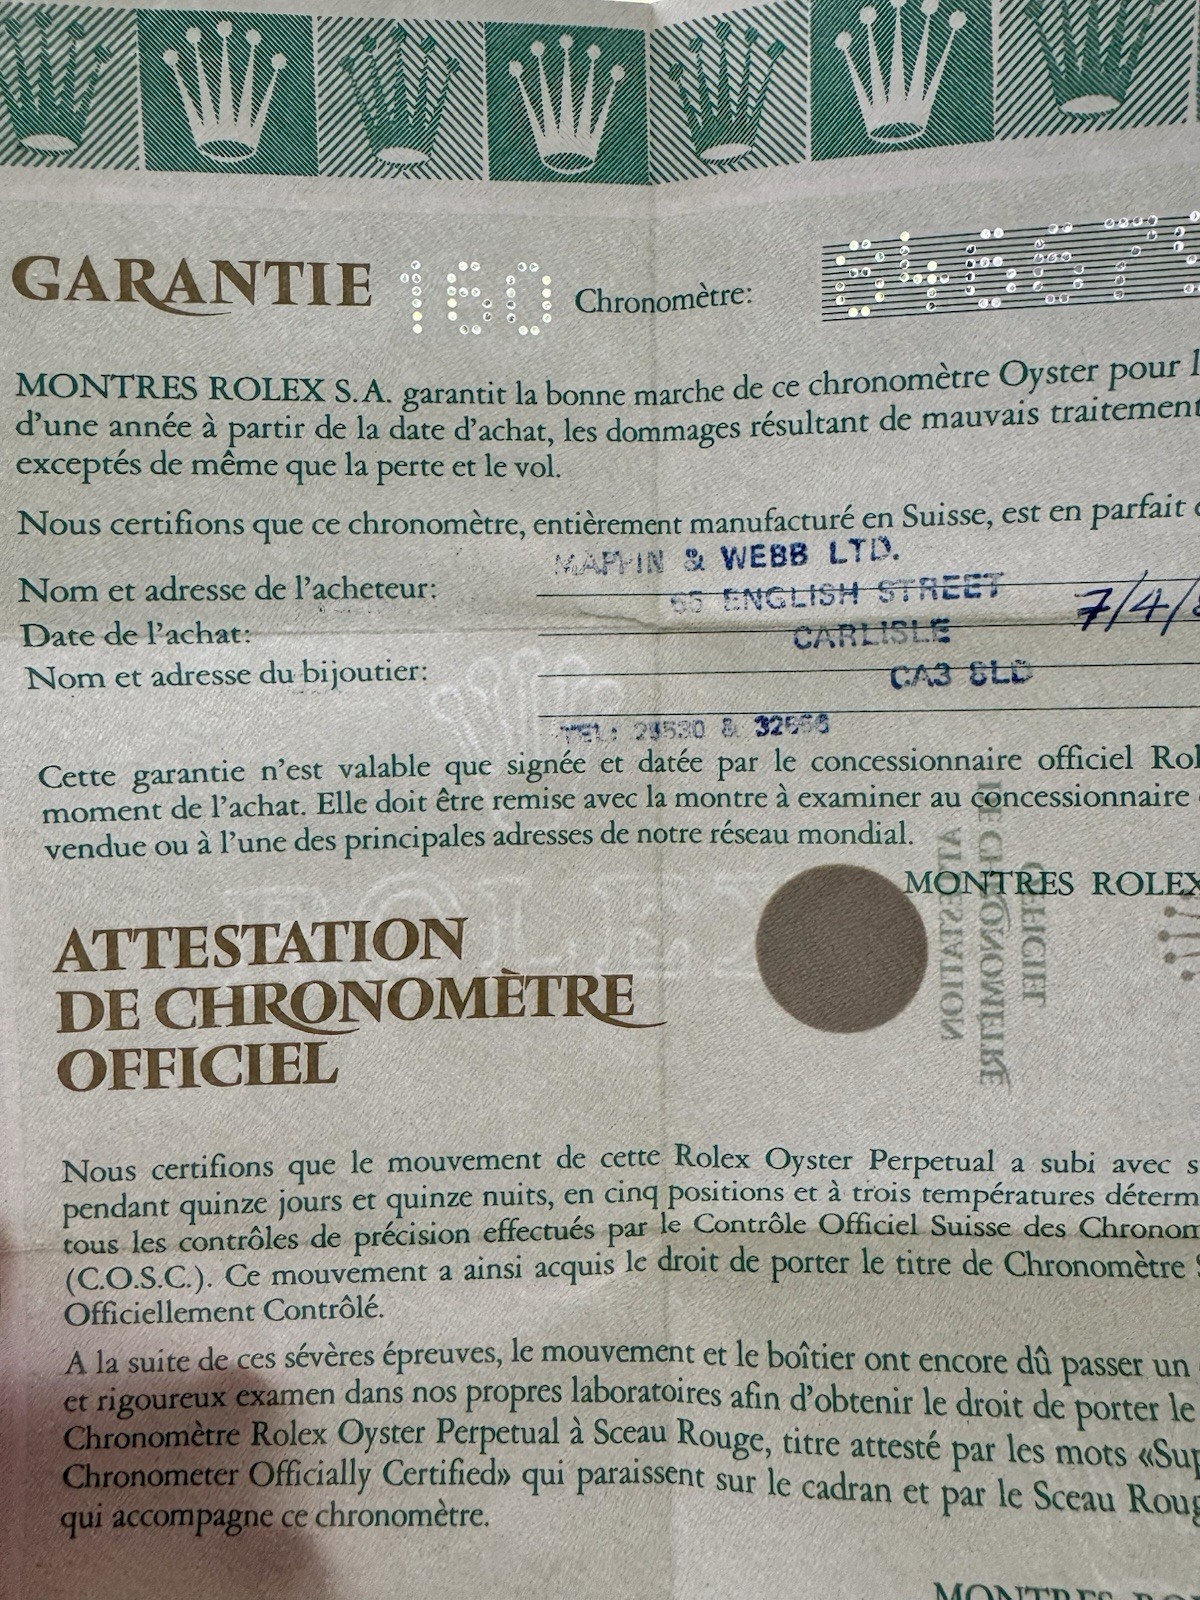 GARANTIE 160 Chronomètre:
MONTRES ROLEX S.A. garantit la bonne marche de ce chronomètre Oyster pour
d'une année à partir de la date d'achat, les dommages résultant de mauvais traitement
exceptés de même que la perte et le vol.
Nous certifions que ce chronomètre, entièrement manufacturé en Suisse, est en parfait
MAPPIN & WEBB LTD.
Nom et adresse de l'acheteur:
ENGLISH STREET
7/4/
Date de l'achat:
CARLISLE
Nom et adresse du bijoutier:
CA3 8LD
TEL: &
Cette garantie n'est valable que signée et datée par le concessionnaire officiel
moment de l'achat. Elle doit être remise avec la montre à examiner au concessionnaire
vendue ou à l'une des principales adresses de notre réseau mondial.
MONTRES ROLEX
ATTESTATION
DE CHRONOMÈTRE
OFFICIEL
ATTESTATION
DE CHRONOMÈTRE
OFFICIEL
Nous certifions que le mouvement de cette Rolex Oyster Perpetual a subi avec
pendant quinze jours et quinze nuits, en cinq positions et à trois températures déterm
tous les contrôles de précision effectués par le Contrôle Officiel Suisse des Chronom
(C.O.S.C.). Ce mouvement a ainsi acquis le droit de porter le titre de Chronomètre
Officiellement Contrôlé.
A la suite de ces sévères épreuves, le mouvement et le boîtier ont encore dû passer un
et rigoureux examen dans nos propres laboratoires afin d'obtenir le droit de porter le
Chronomètre Rolex Oyster Perpetual à Sceau Rouge, titre attesté par les mots «Sup
Chronometer Officially Certified» qui paraissent sur le cadran et par le Sceau Roug
qui accompagne ce chronomètre.
MONTRES